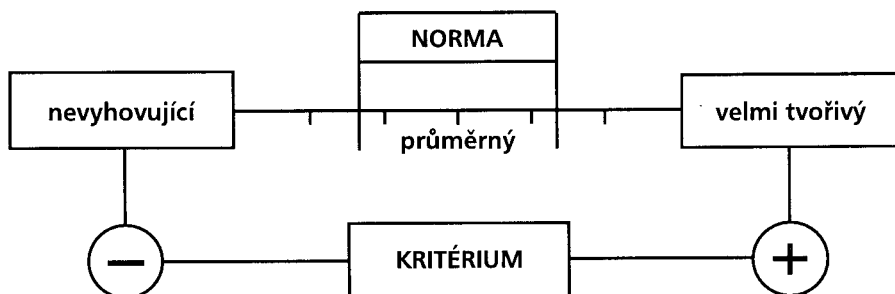 NORMA
nevyhovující
velmi tvořivý
průměrný
–
KRITÉRIUM
+